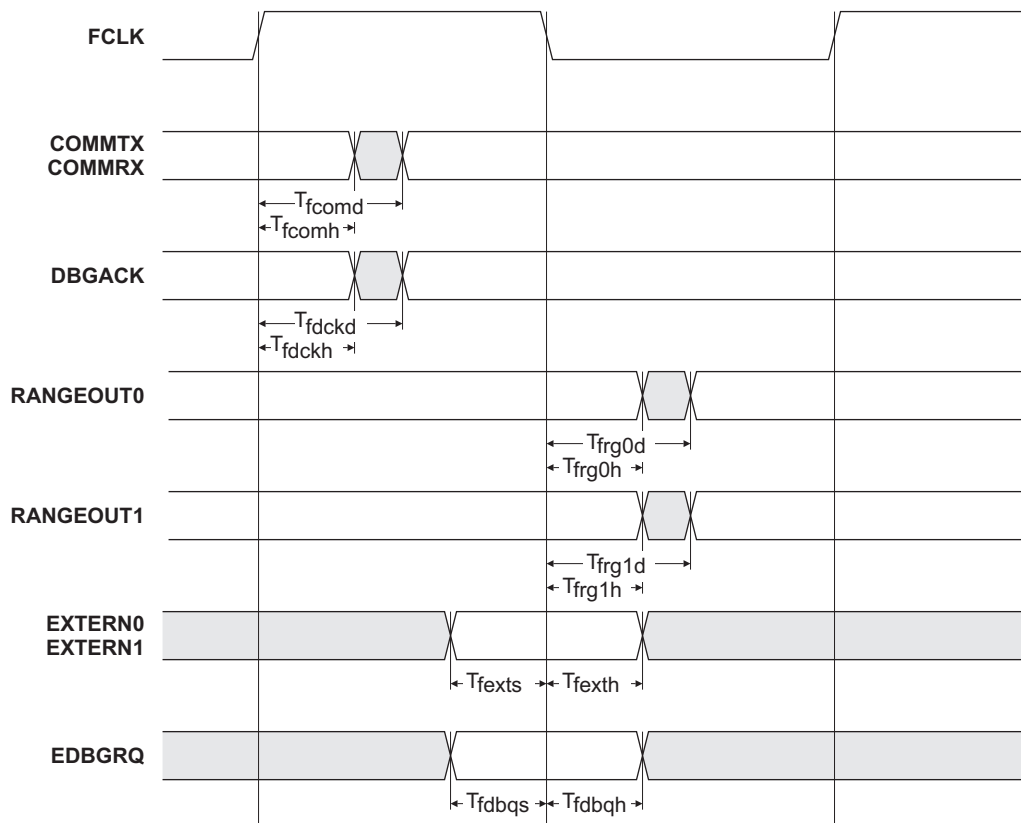 FCLK
COMMTX
COMMRX
Tfcomd
Tfcomh
DBGACK
Tfdckd
Tfdckh
RANGEOUT0
Tfrg0d
Tfrg0h
RANGEOUT1
Tfrg1d
Tfrg1h
EXTERN0
EXTERN1
Tfexts Tfexth
EDBGRQ
Tfdbqs Tfdbqh